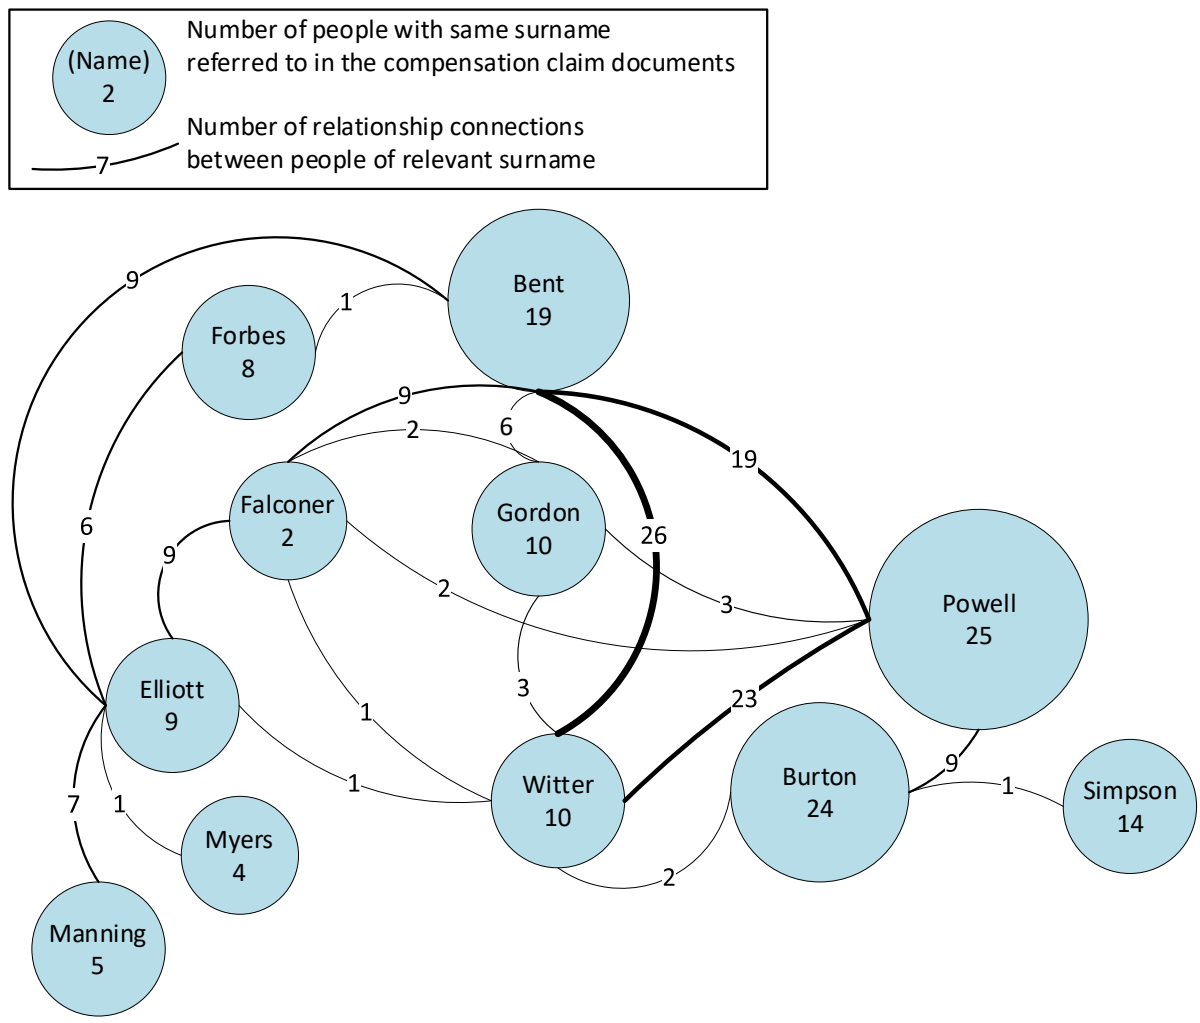 (Name)
2
Number of people with same surname
referred to in the compensation claim documents
7
Number of relationship connections
between people of relevant surname
Bent
19
9
1
Forbes
8
9
2
6
19
6
Falconer
2
Gordon
10
26
9
2
3
Powell
25
Elliott
9
3
1
23
1
Witter
10
Burton
24
9
1
Simpson
14
7
1
Myers
4
2
Manning
5